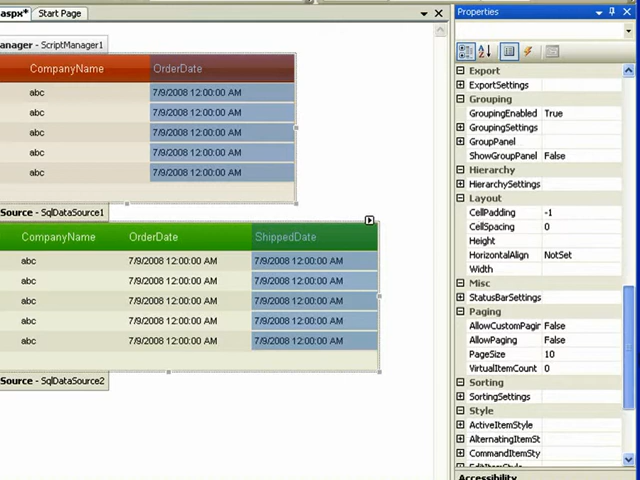 aspx* Start Page
anager - ScriptManager1
CompanyName OrderDate
abc 7/9/2008 12:00:00 AM
abc 7/9/2008 12:00:00 AM
abc 7/9/2008 12:00:00 AM
abc 7/9/2008 12:00:00 AM
abc 7/9/2008 12:00:00 AM
Source - SqlDataSource1
CompanyName OrderDate ShippedDate
abc 7/9/2008 12:00:00 AM 7/9/2008 12:00:00 AM
abc 7/9/2008 12:00:00 AM 7/9/2008 12:00:00 AM
abc 7/9/2008 12:00:00 AM 7/9/2008 12:00:00 AM
abc 7/9/2008 12:00:00 AM 7/9/2008 12:00:00 AM
abc 7/9/2008 12:00:00 AM 7/9/2008 12:00:00 AM
Source - SqlDataSource2
Properties
Export
ExportSettings
Grouping
GroupingEnabled True
GroupingSettings
GroupPanel
ShowGroupPanel False
Hierarchy
HierarchySettings
Layout
CellPadding -1
CellSpacing 0
Height
HorizontalAlign NotSet
Width
Misc
StatusBarSettings
Paging
AllowCustomPagir False
AllowPaging False
PageSize 10
VirtualItemCount 0
Sorting
SortingSettings
Style
ActiveItemStyle
AlternatingItemSt
CommandItemSty
EditItemStyle
Accessibility